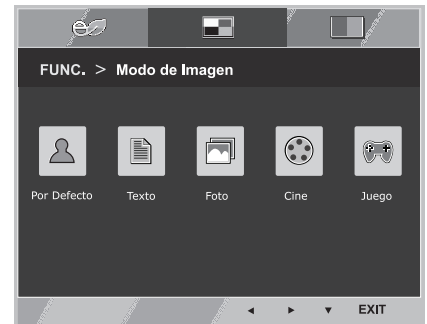 FUNC. > Modo de Imagen
Por Defecto Texto Foto Cine Juego
◄ ► ▼ EXIT